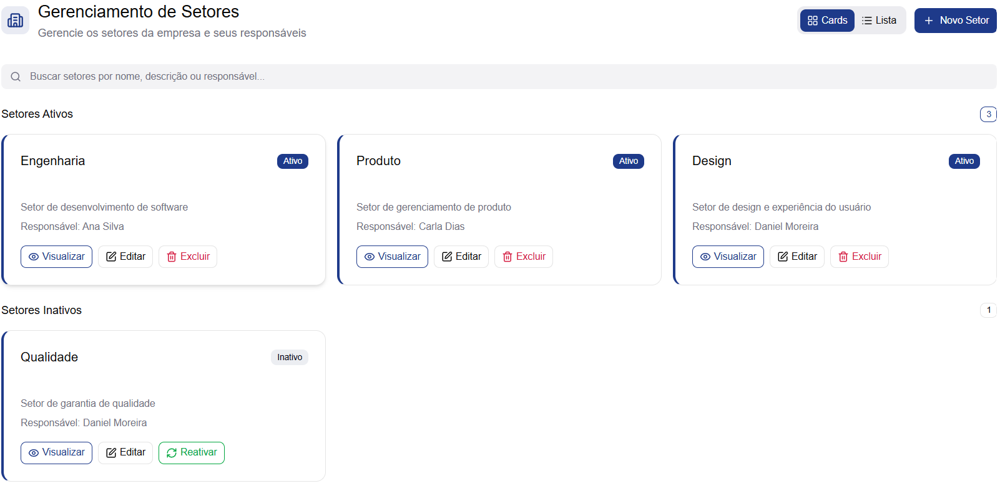 Gerenciamento de Setores
Gerencie os setores da empresa e seus responsáveis
Cards
Lista
Novo Setor
Buscar setores por nome, descrição ou responsável...
Setores Ativos
3
Engenharia
Ativo
Setor de desenvolvimento de software
Responsável: Ana Silva
Visualizar
Editar
Excluir
Produto
Ativo
Setor de gerenciamento de produto
Responsável: Carla Dias
Visualizar
Editar
Excluir
Design
Ativo
Setor de design e experiência do usuário
Responsável: Daniel Moreira
Visualizar
Editar
Excluir
Setores Inativos
1
Qualidade
Inativo
Setor de garantia de qualidade
Responsável: Daniel Moreira
Visualizar
Editar
Reativar